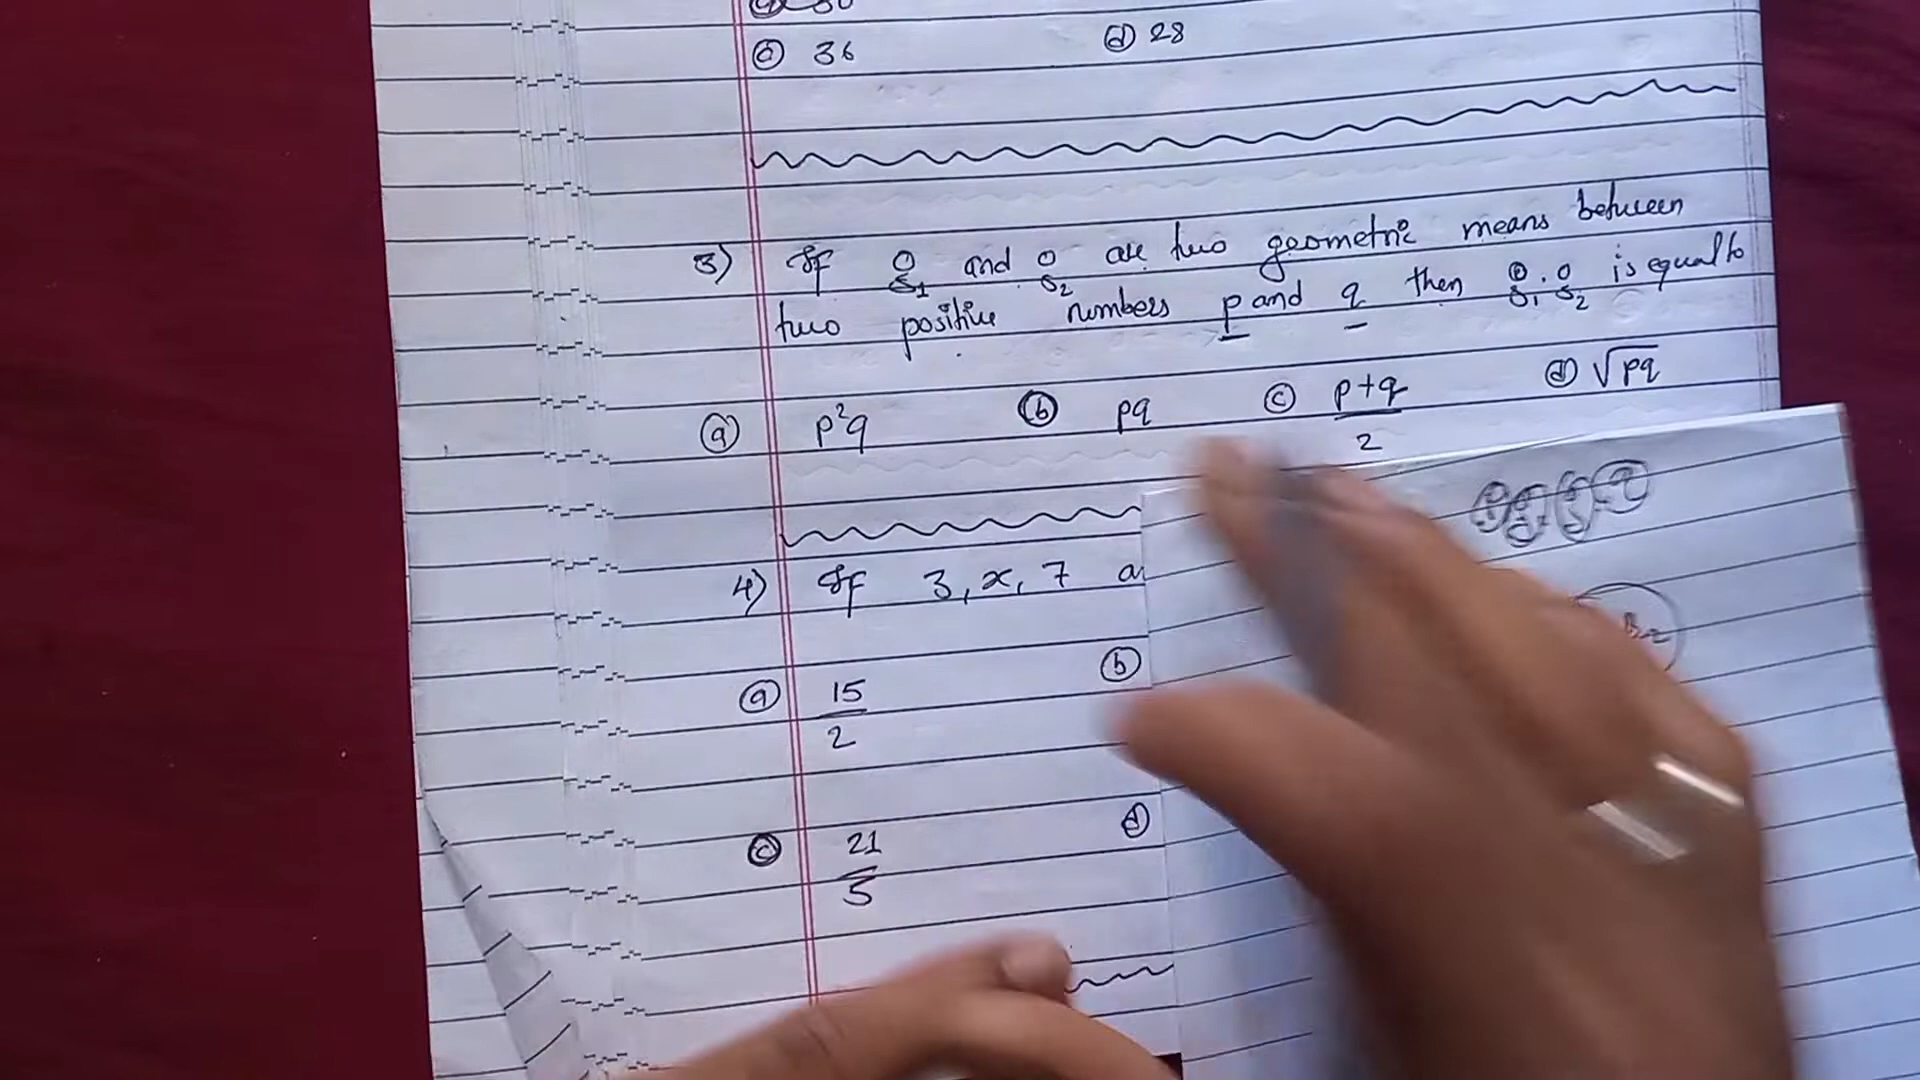 ⓒ 36 ⓓ 28
3) If g₁ and g₂ are two geometric means between
two positive numbers p and q then g₁.g₂ is equal to
ⓐ p²q ⓑ pq ⓒ p+q/2 ⓓ √pq
4) If 3, x, 7 a
ⓐ 15/2 ⓑ
ⓒ 21/5 ⓓ